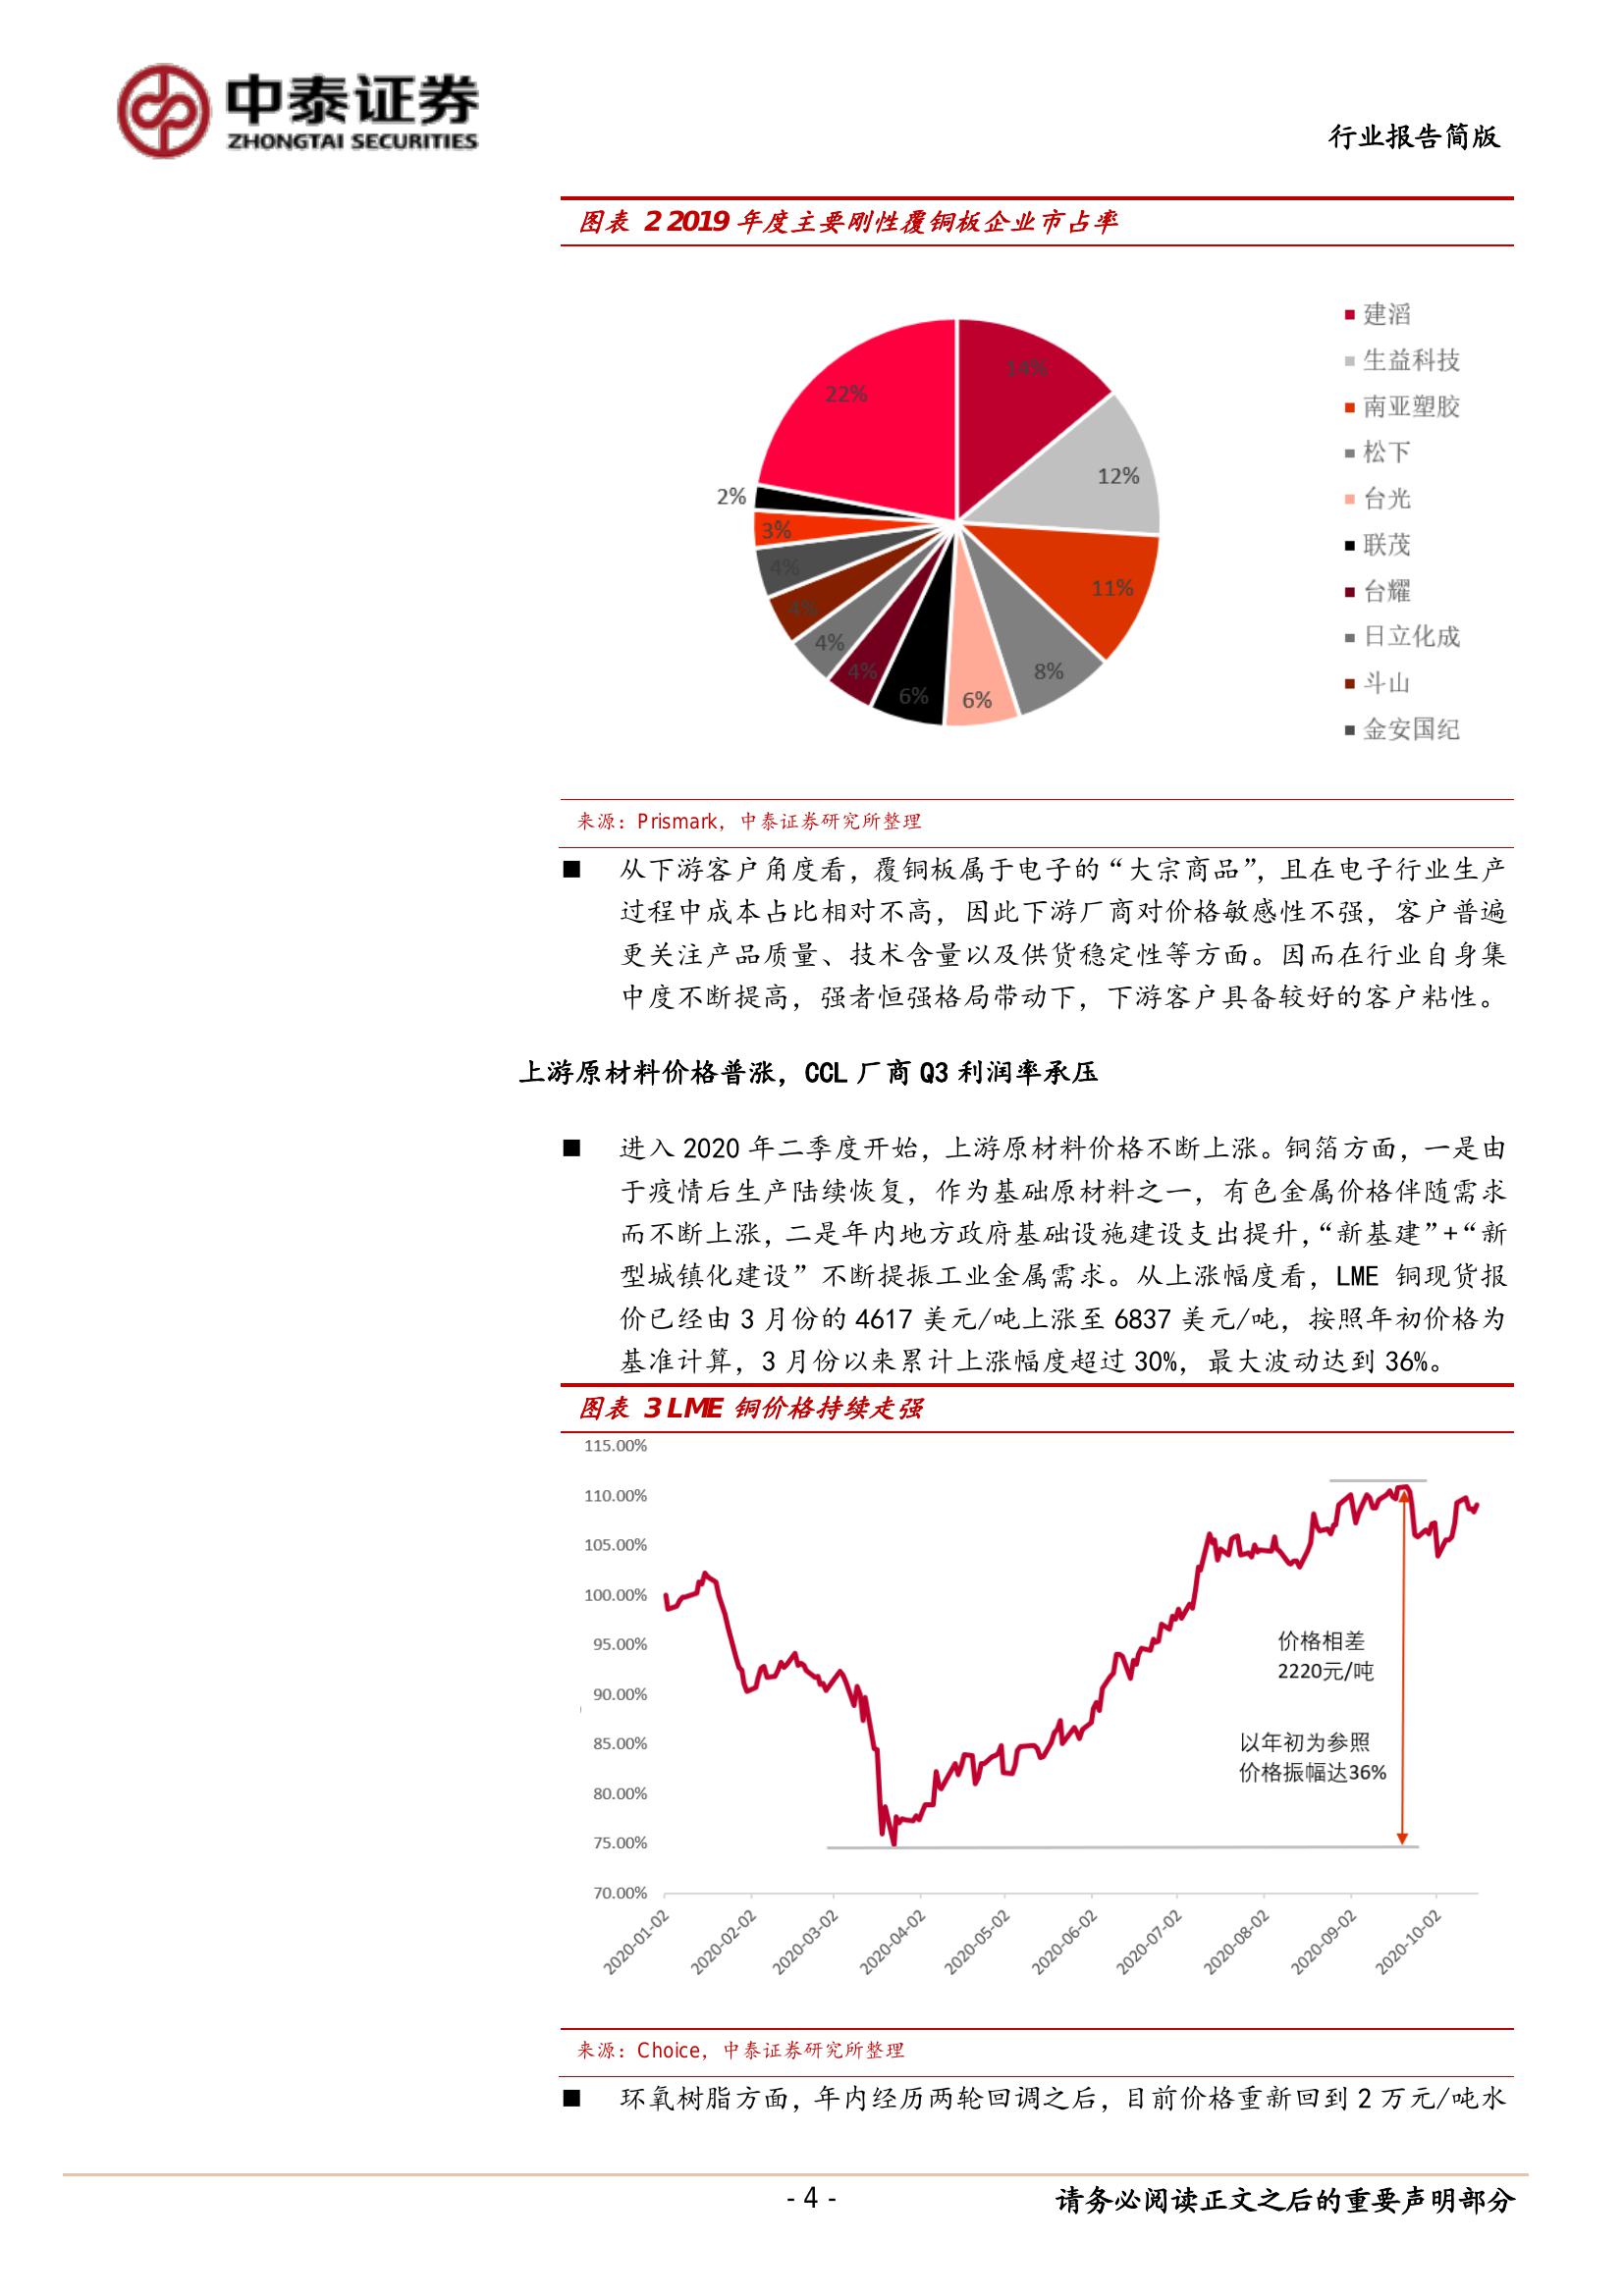 中泰证券
ZHONGTAI SECURITIES
行业报告简版
图表 2 2019 年度主要刚性覆铜板企业市占率
14%
12%
11%
8%
6%
6%
4%
4%
4%
4%
3%
2%
22%
建滔
生益科技
南亚塑胶
松下
台光
联茂
台耀
日立化成
斗山
金安国纪
来源：Prismark，中泰证券研究所整理
■ 从下游客户角度看，覆铜板属于电子的“大宗商品”，且在电子行业生产
过程中成本占比相对不高，因此下游厂商对价格敏感性不强，客户普遍
更关注产品质量、技术含量以及供货稳定性等方面。因而在行业自身集
中度不断提高，强者恒强格局带动下，下游客户具备较好的客户粘性。
上游原材料价格普涨，CCL 厂商 Q3 利润率承压
■ 进入 2020 年二季度开始，上游原材料价格不断上涨。铜箔方面，一是由
于疫情后生产陆续恢复，作为基础原材料之一，有色金属价格伴随需求
而不断上涨，二是年内地方政府基础设施建设支出提升，“新基建”+“新
型城镇化建设”不断提振工业金属需求。从上涨幅度看，LME 铜现货报
价已经由 3 月份的 4617 美元/吨上涨至 6837 美元/吨，按照年初价格为
基准计算，3 月份以来累计上涨幅度超过 30%，最大波动达到 36%。
图表 3 LME 铜价格持续走强
115.00%
110.00%
105.00%
100.00%
95.00%
90.00%
85.00%
80.00%
75.00%
70.00%
价格相差
2220元/吨
以年初为参照
价格振幅达36%
2020-01-02
2020-02-02
2020-03-02
2020-04-02
2020-05-02
2020-06-02
2020-07-02
2020-08-02
2020-09-02
2020-10-02
来源：Choice，中泰证券研究所整理
■ 环氧树脂方面，年内经历两轮回调之后，目前价格重新回到 2 万元/吨水
- 4 -
请务必阅读正文之后的重要声明部分